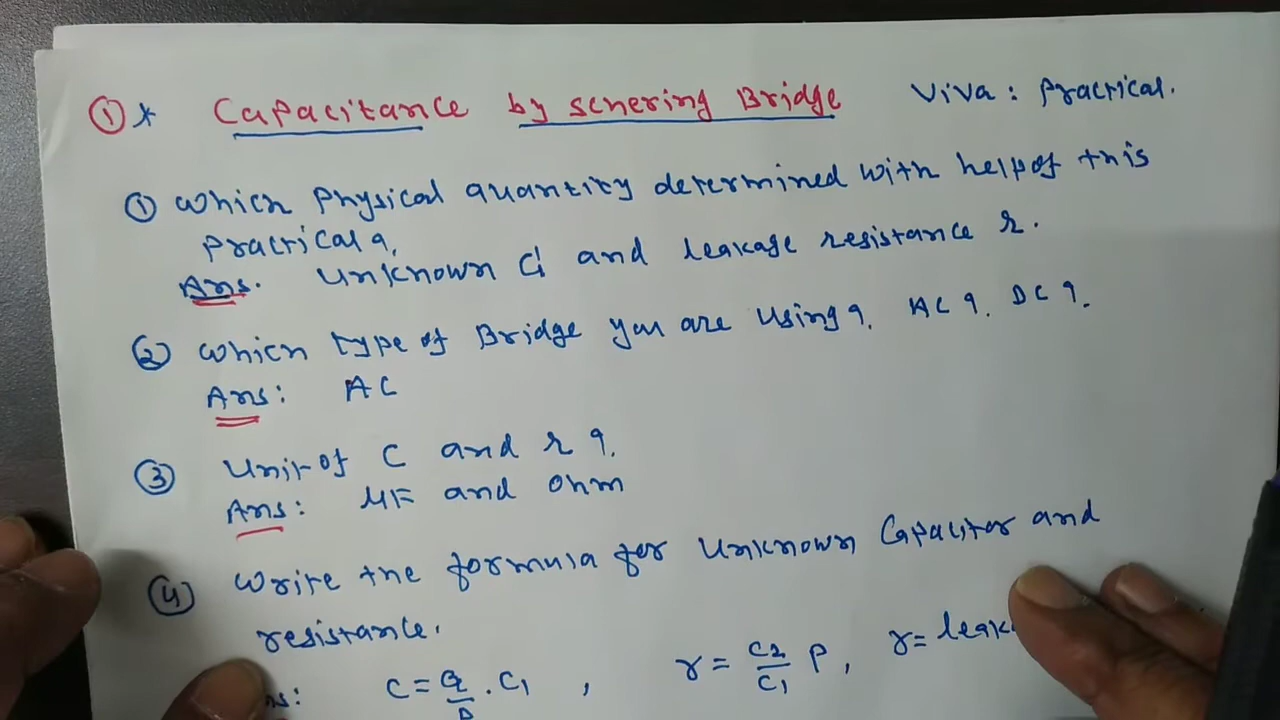 ① * Capacitance by schering Bridge Viva: Practical.
① which Physical quantity determined with help of this
Practical ?
Ans. Unknown C and leakage resistance r.
② which type of Bridge you are using ?. AC ?. DC ?.
Ans: AC
③ Unit of C and r ?.
Ans: μF and ohm
④ write the formula for Unknown Capacitor and
resistance.
C = Q/P . C1 , r = C2/C1 P, r = leak